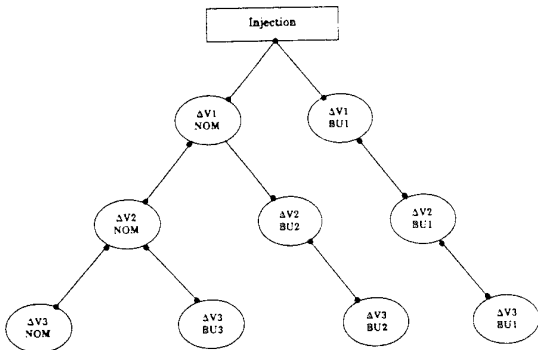 Injection
ΔV1
NOM
ΔV1
BU1
ΔV2
NOM
ΔV2
BU2
ΔV2
BU1
ΔV3
NOM
ΔV3
BU3
ΔV3
BU2
ΔV3
BU1